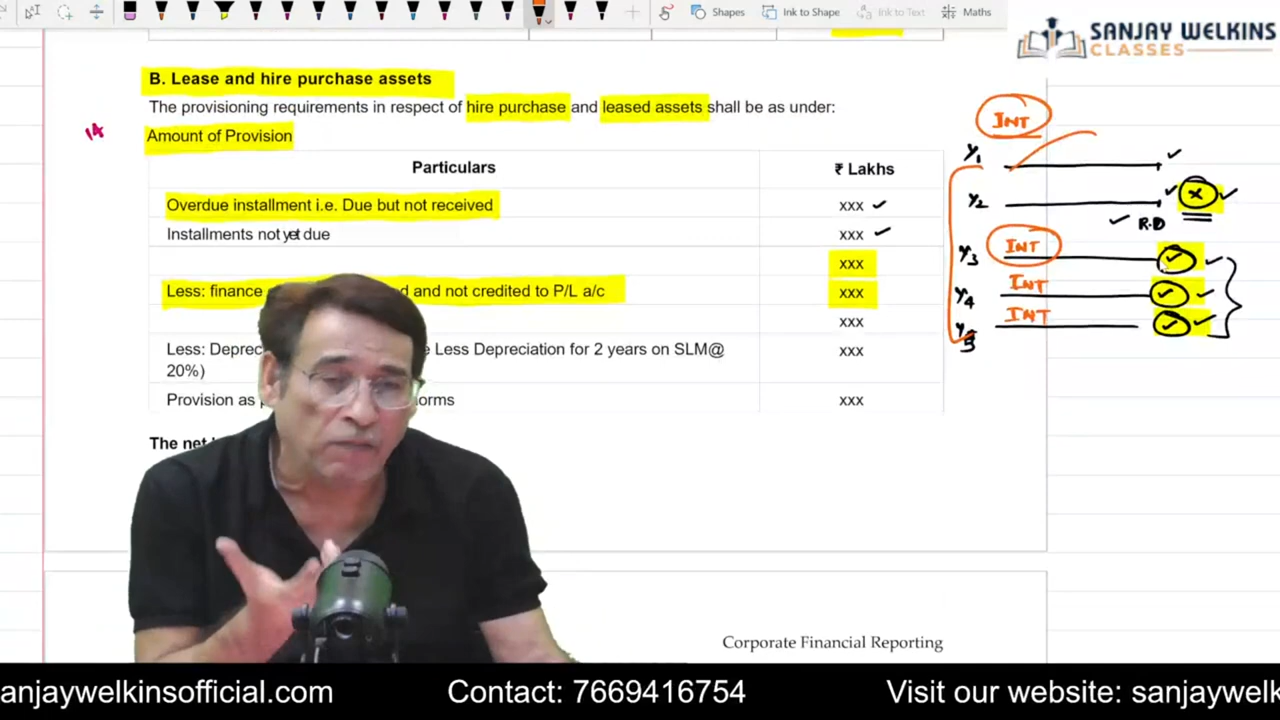 Shapes Ink to Shape Ink to Text Maths
SANJAY WELKINS
CLASSES
B. Lease and hire purchase assets
The provisioning requirements in respect of hire purchase and leased assets shall be as under:
14
Amount of Provision
Particulars ₹ Lakhs
Overdue installment i.e. Due but not received xxx
Installments not yet due xxx
xxx
Less: finance and not credited to P/L a/c xxx
xxx
Less: Less Depreciation for 2 years on SLM@ 20%) xxx
Provision as xxx
The net
INT
Y1
Y2
R.D
Y3 INT
Y4 INT
Y5 INT
Corporate Financial Reporting
anjaywelkinsofficial.com Contact: 7669416754 Visit our website: sanjaywelk